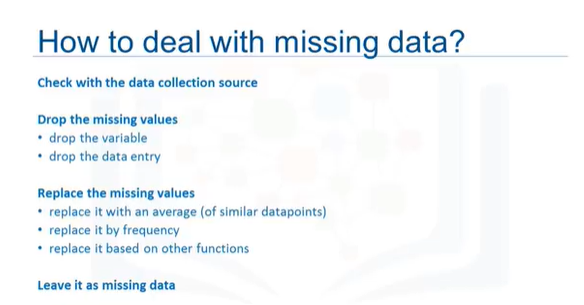 How to deal with missing data?
Check with the data collection source
Drop the missing values
• drop the variable
• drop the data entry
Replace the missing values
• replace it with an average (of similar datapoints)
• replace it by frequency
• replace it based on other functions
Leave it as missing data